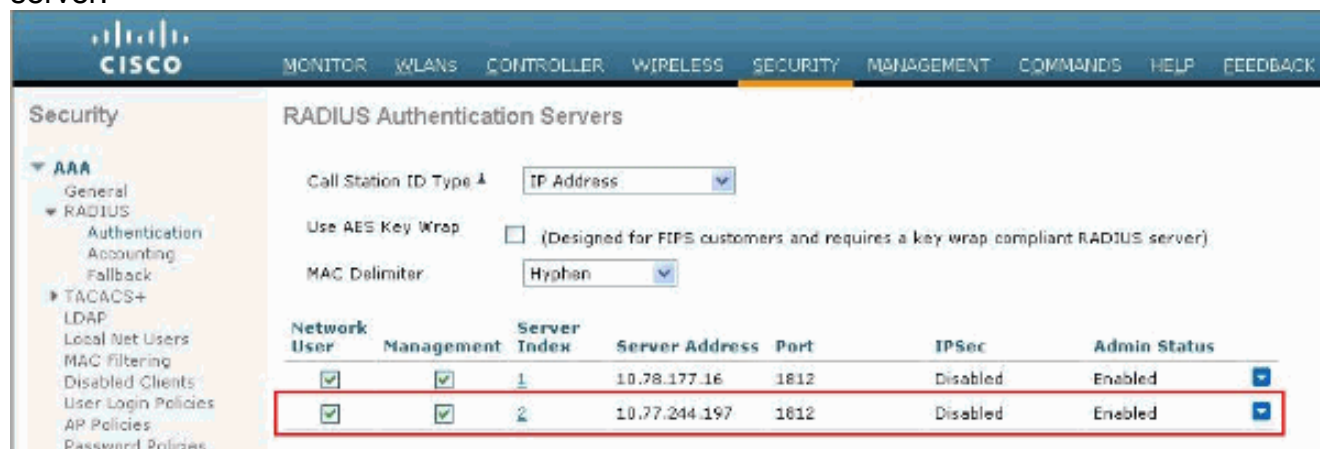 server.
CISCO
MONITOR WLANs CONTROLLER WIRELESS SECURITY MANAGEMENT COMMANDS HELP FEEDBACK
Security
AAA
General
RADIUS
Authentication
Accounting
Fallback
TACACS+
LDAP
Local Net Users
MAC Filtering
Disabled Clients
User Login Policies
AP Policies
Password Policies
RADIUS Authentication Servers
Call Station ID Type IP Address
Use AES Key Wrap (Designed for FIPS customers and requires a key wrap compliant RADIUS server)
MAC Delimiter Hyphen
Network User Management Server Index Server Address Port IPSec Admin Status
1 10.78.177.16 1812 Disabled Enabled
2 10.77.244.197 1812 Disabled Enabled